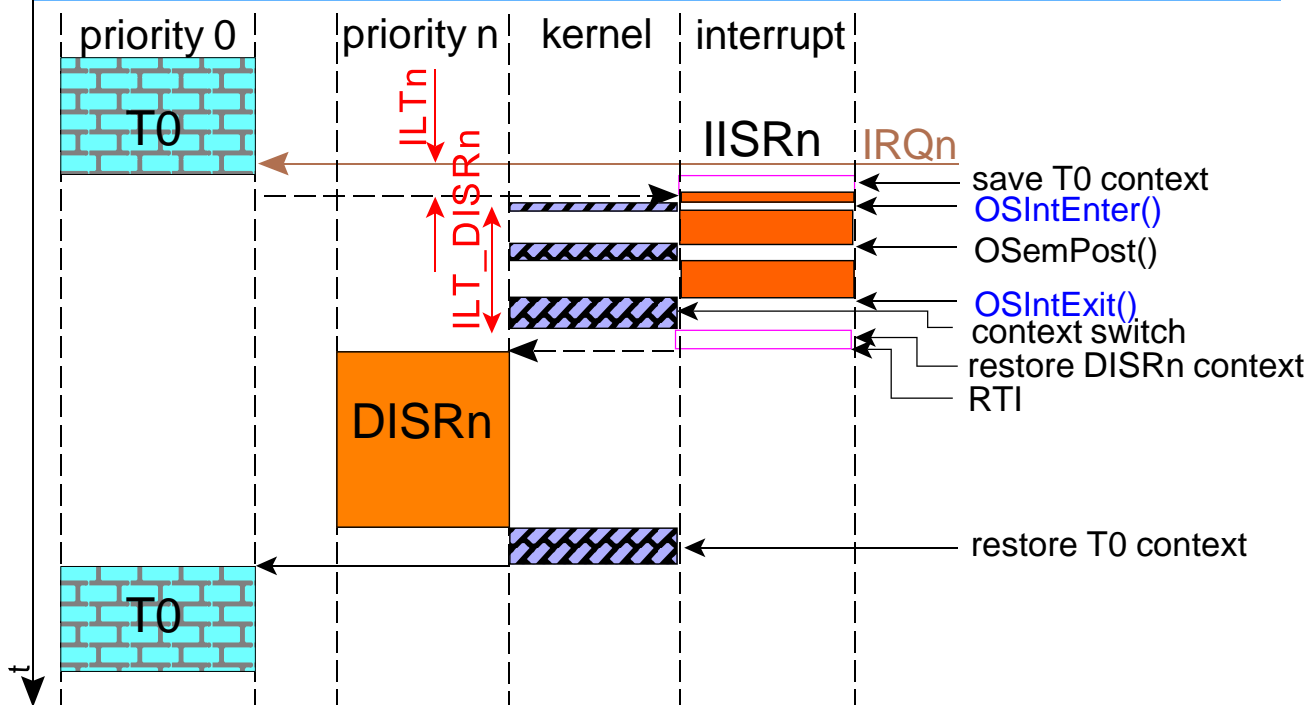 priority 0
priority n
kernel
interrupt
T0
ILTn
ILT_DISRn
IISRn
IRQn
save T0 context
OSIntEnter()
OSemPost()
OSIntExit()
context switch
restore DISRn context
RTI
DISRn
restore T0 context
T0
t